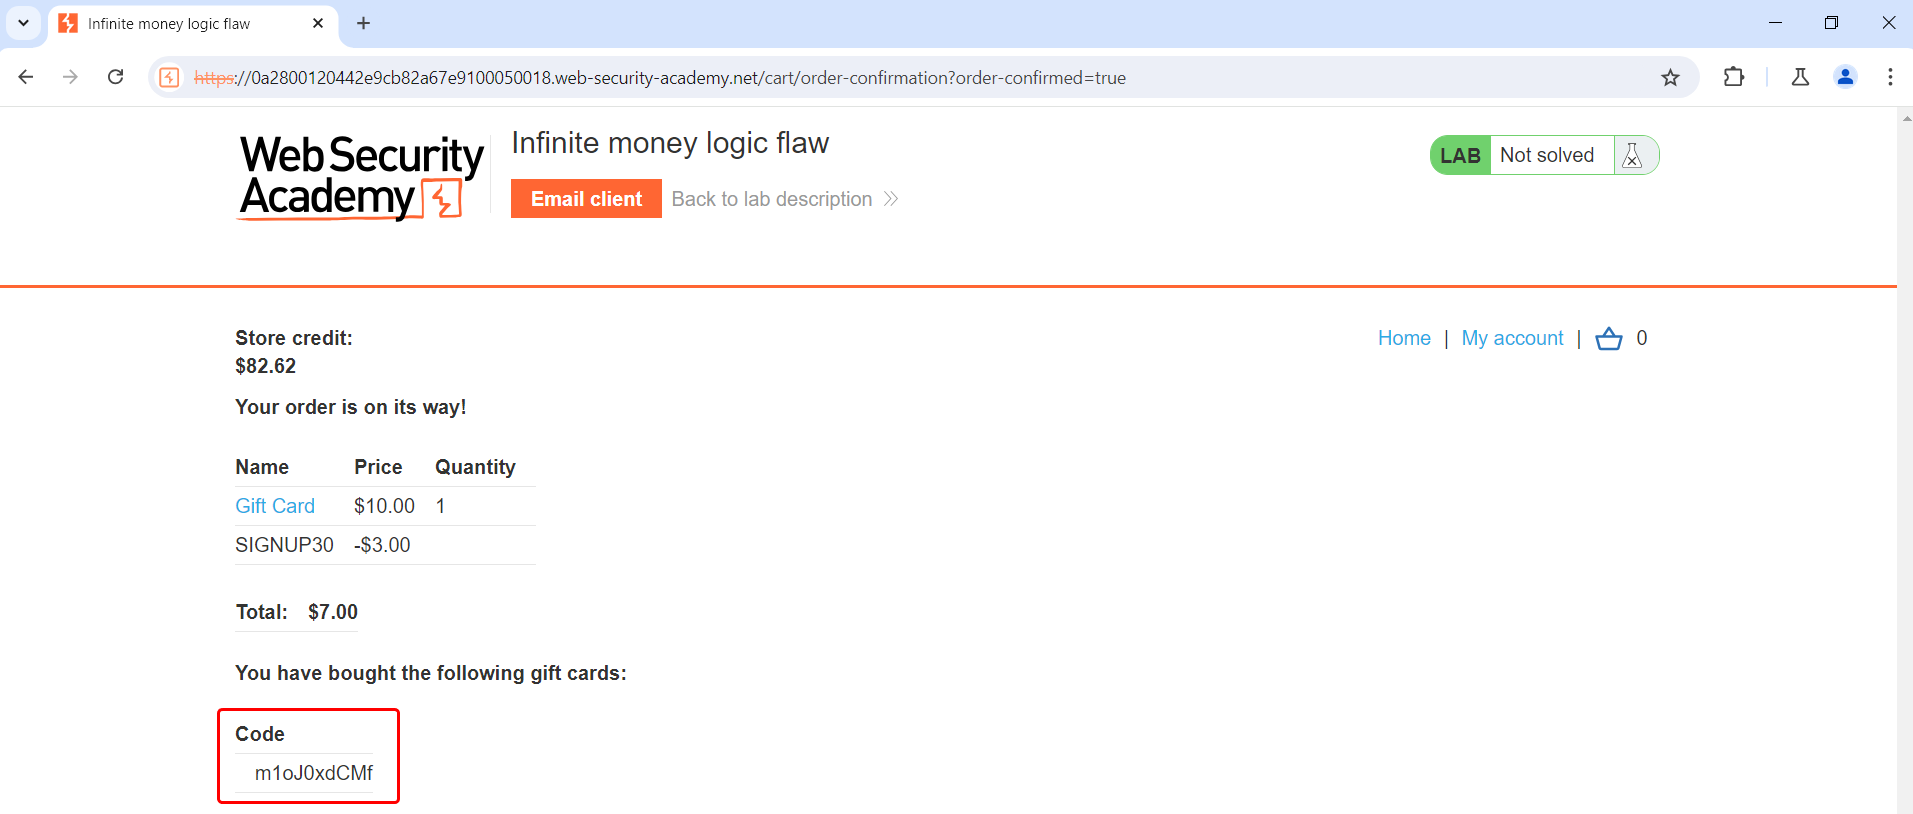 Infinite money logic flaw
https://0a2800120442e9cb82a67e9100050018.web-security-academy.net/cart/order-confirmation?order-confirmed=true
Web Security
Academy
Infinite money logic flaw
Email client
Back to lab description
LAB Not solved
Store credit:
$82.62
Home | My account | 0
Your order is on its way!
Name Price Quantity
Gift Card $10.00 1
SIGNUP30 -$3.00
Total: $7.00
You have bought the following gift cards:
Code
m1oJ0xdCMf